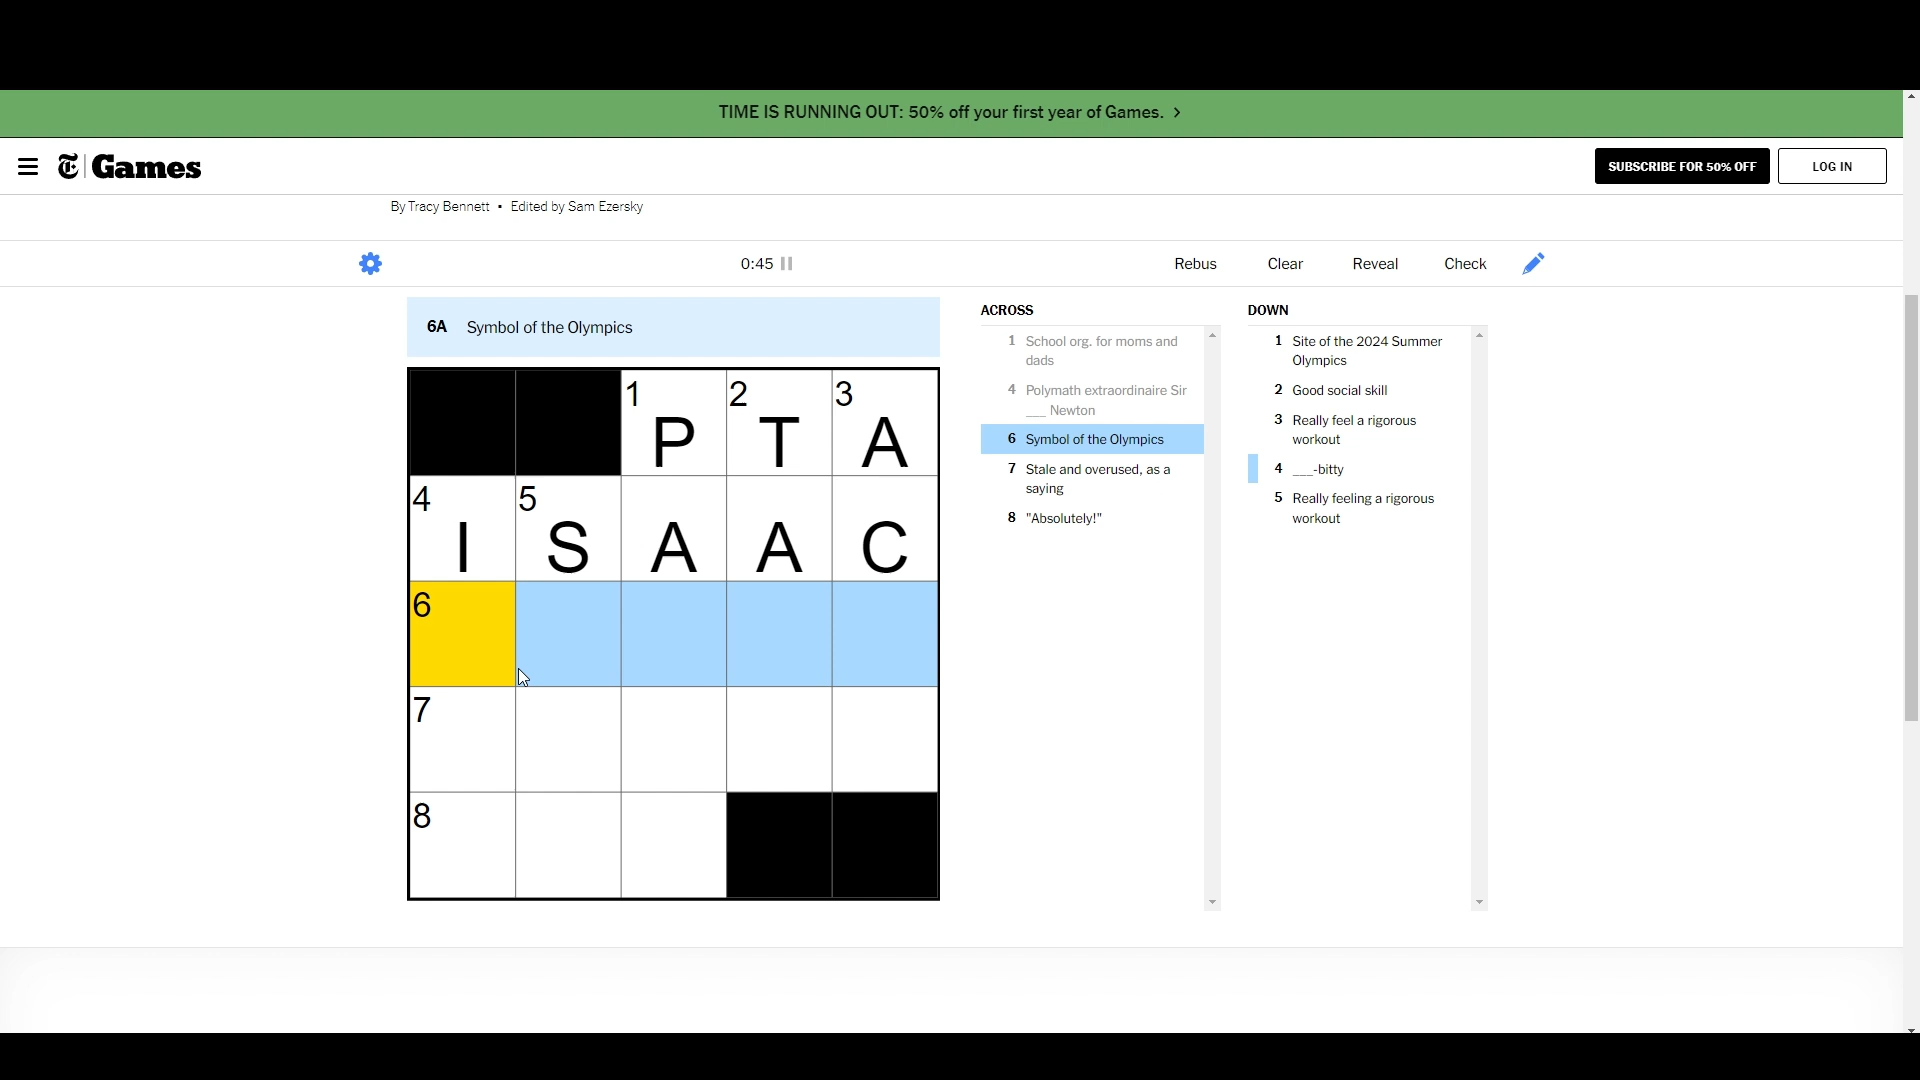 TIME IS RUNNING OUT: 50% off your first year of Games. >
T | Games
SUBSCRIBE FOR 50% OFF
LOG IN
By Tracy Bennett • Edited by Sam Ezersky
0:45
Rebus
Clear
Reveal
Check
6A Symbol of the Olympics
1 P 2 T 3 A
4 I 5 S A A C
6
7
8
ACROSS
1 School org. for moms and
dads
4 Polymath extraordinaire Sir
___ Newton
6 Symbol of the Olympics
7 Stale and overused, as a
saying
8 "Absolutely!"
DOWN
1 Site of the 2024 Summer
Olympics
2 Good social skill
3 Really feel a rigorous
workout
4 ___-bitty
5 Really feeling a rigorous
workout